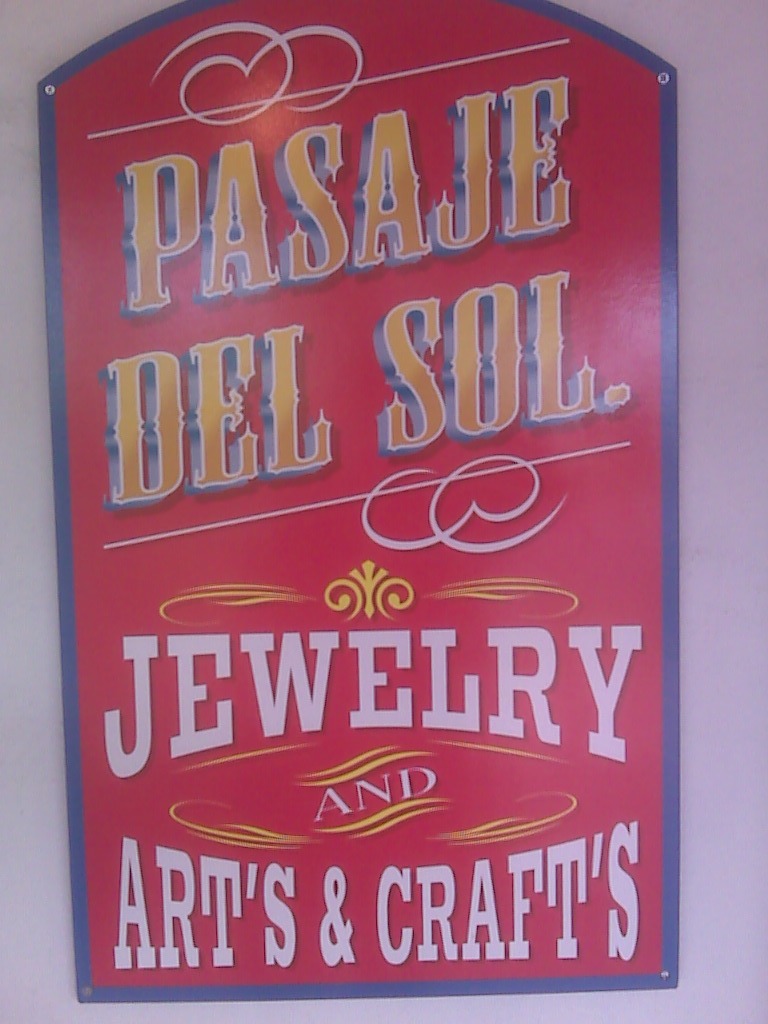 PASAJE
DEL SOL.
JEWELRY
AND
ART'S & CRAFT'S